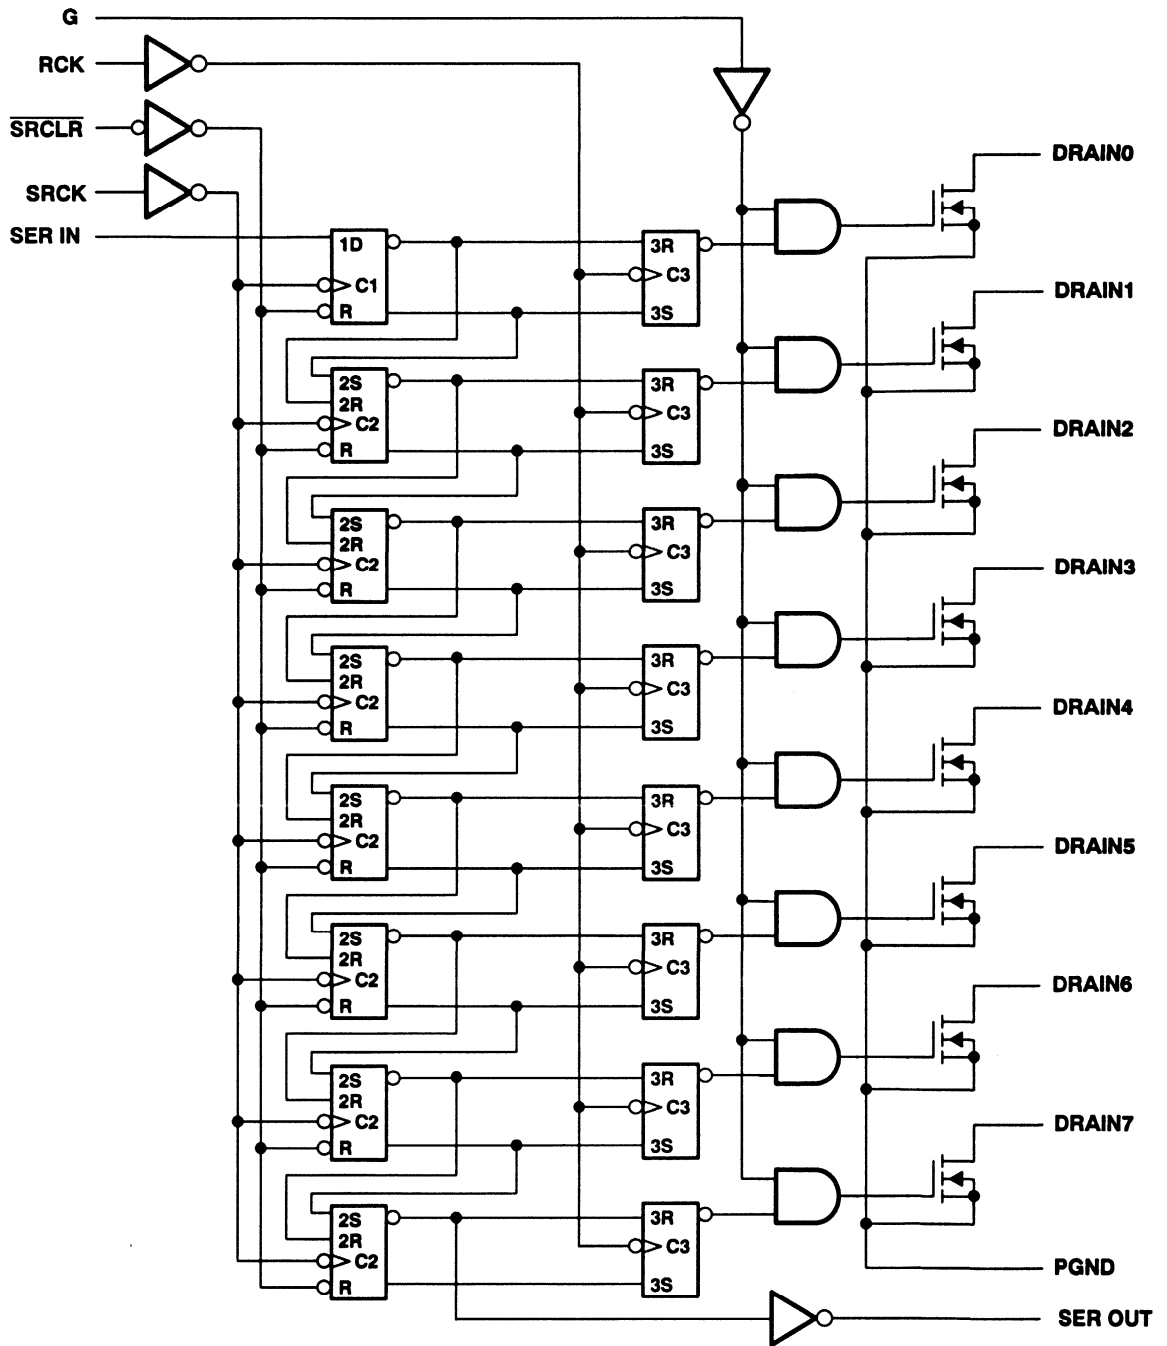 G
RCK
SRCLR
SRCK
SER IN
DRAIN0
1D
C1
R
3R
C3
3S
DRAIN1
2S
2R
C2
R
3R
C3
3S
DRAIN2
2S
2R
C2
R
3R
C3
3S
DRAIN3
2S
2R
C2
R
3R
C3
3S
DRAIN4
2S
2R
C2
R
3R
C3
3S
DRAIN5
2S
2R
C2
R
3R
C3
3S
DRAIN6
2S
2R
C2
R
3R
C3
3S
DRAIN7
2S
2R
C2
R
3R
C3
3S
PGND
SER OUT